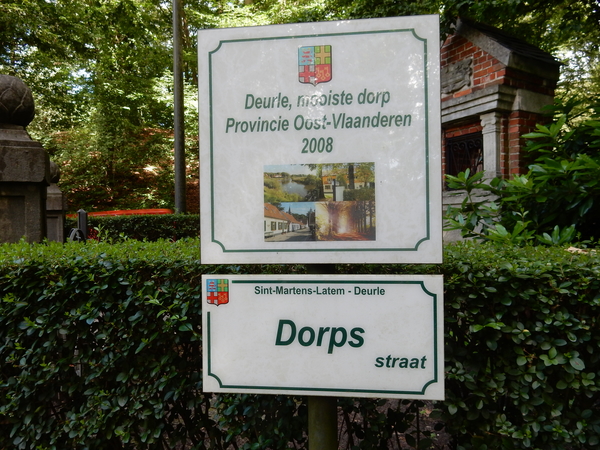 Deurle, mooiste dorp
Provincie Oost-Vlaanderen
2008
Sint-Martens-Latem - Deurle
Dorps
straat